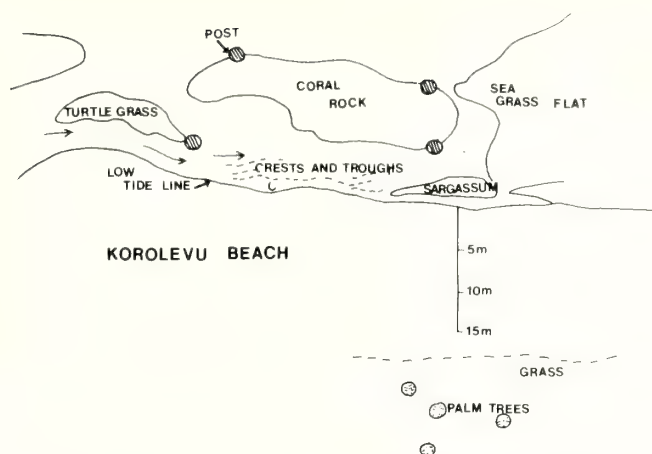 POST
CORAL
ROCK
SEA
GRASS FLAT
TURTLE GRASS
CRESTS AND TROUGHS
LOW
TIDE LINE
SARGASSUM
KOROLEVU BEACH
5m
10m
15m
GRASS
PALM TREES